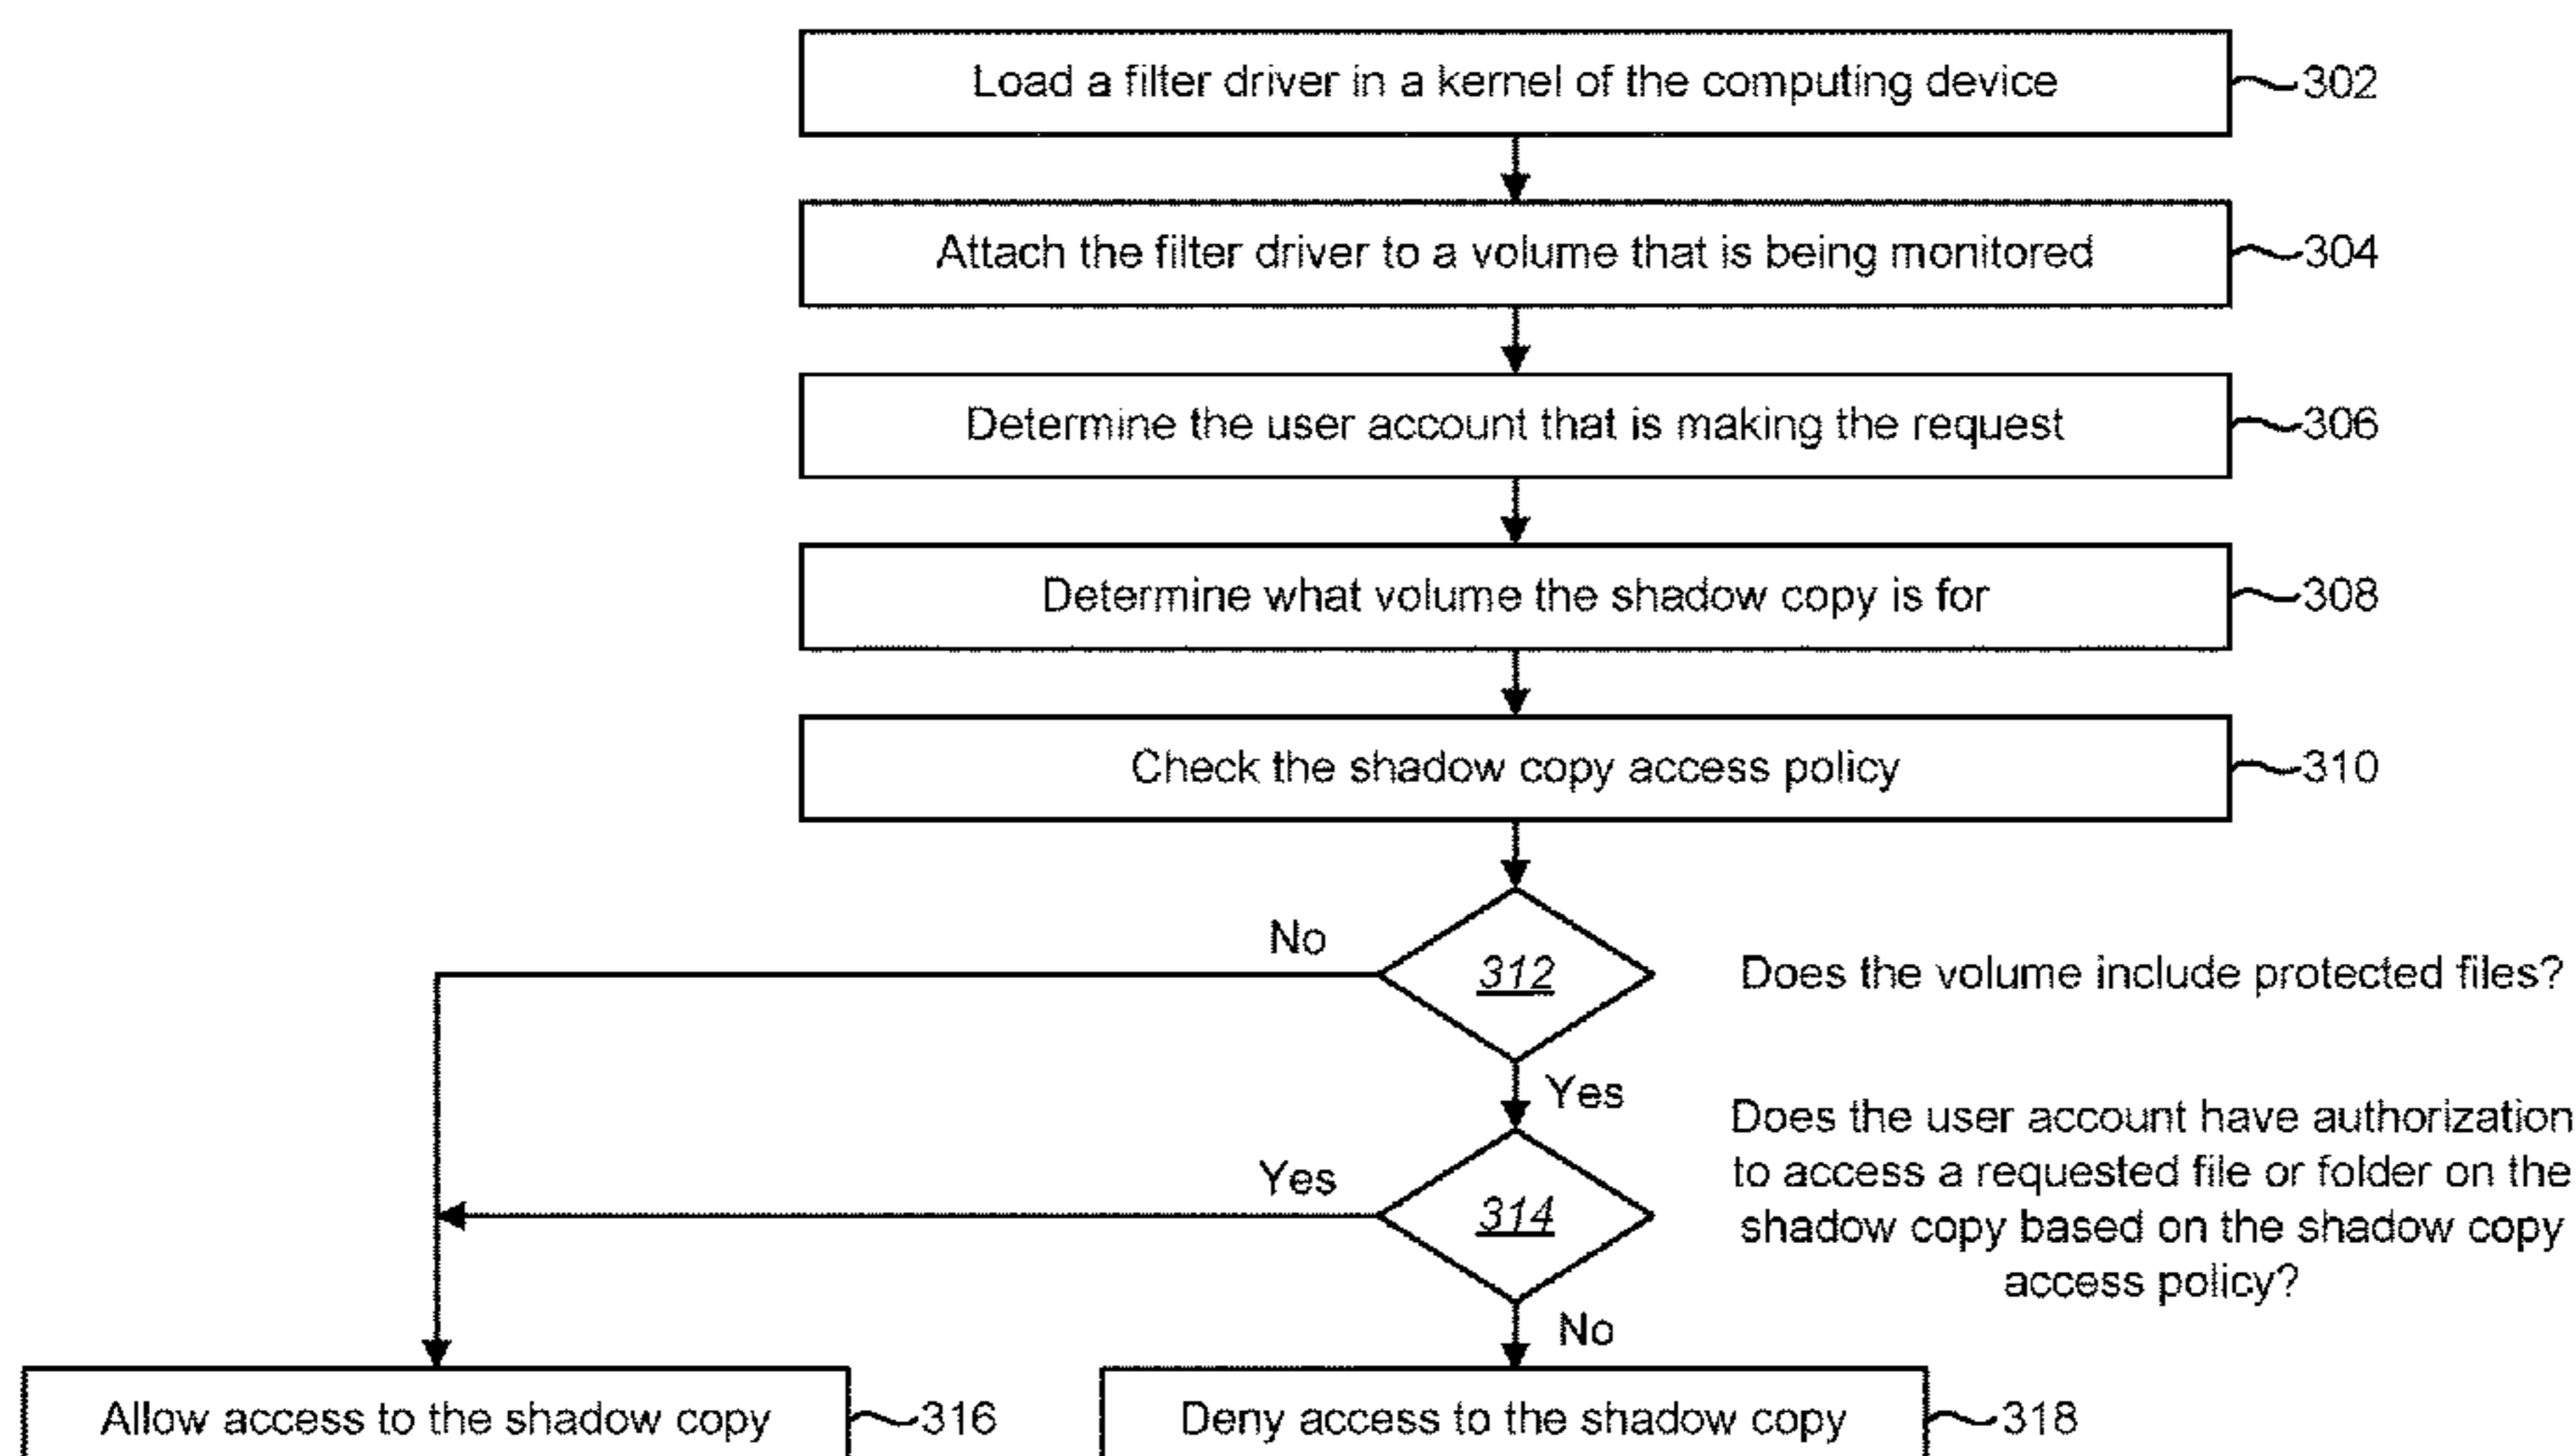 Load a filter driver in a kernel of the computing device
302
Attach the filter driver to a volume that is being monitored
304
Determine the user account that is making the request
306
Determine what volume the shadow copy is for
308
Check the shadow copy access policy
310
No
312
Does the volume include protected files?
Yes
Does the user account have authorization
to access a requested file or folder on the
shadow copy based on the shadow copy
access policy?
Yes
314
No
Allow access to the shadow copy
316
Deny access to the shadow copy
318